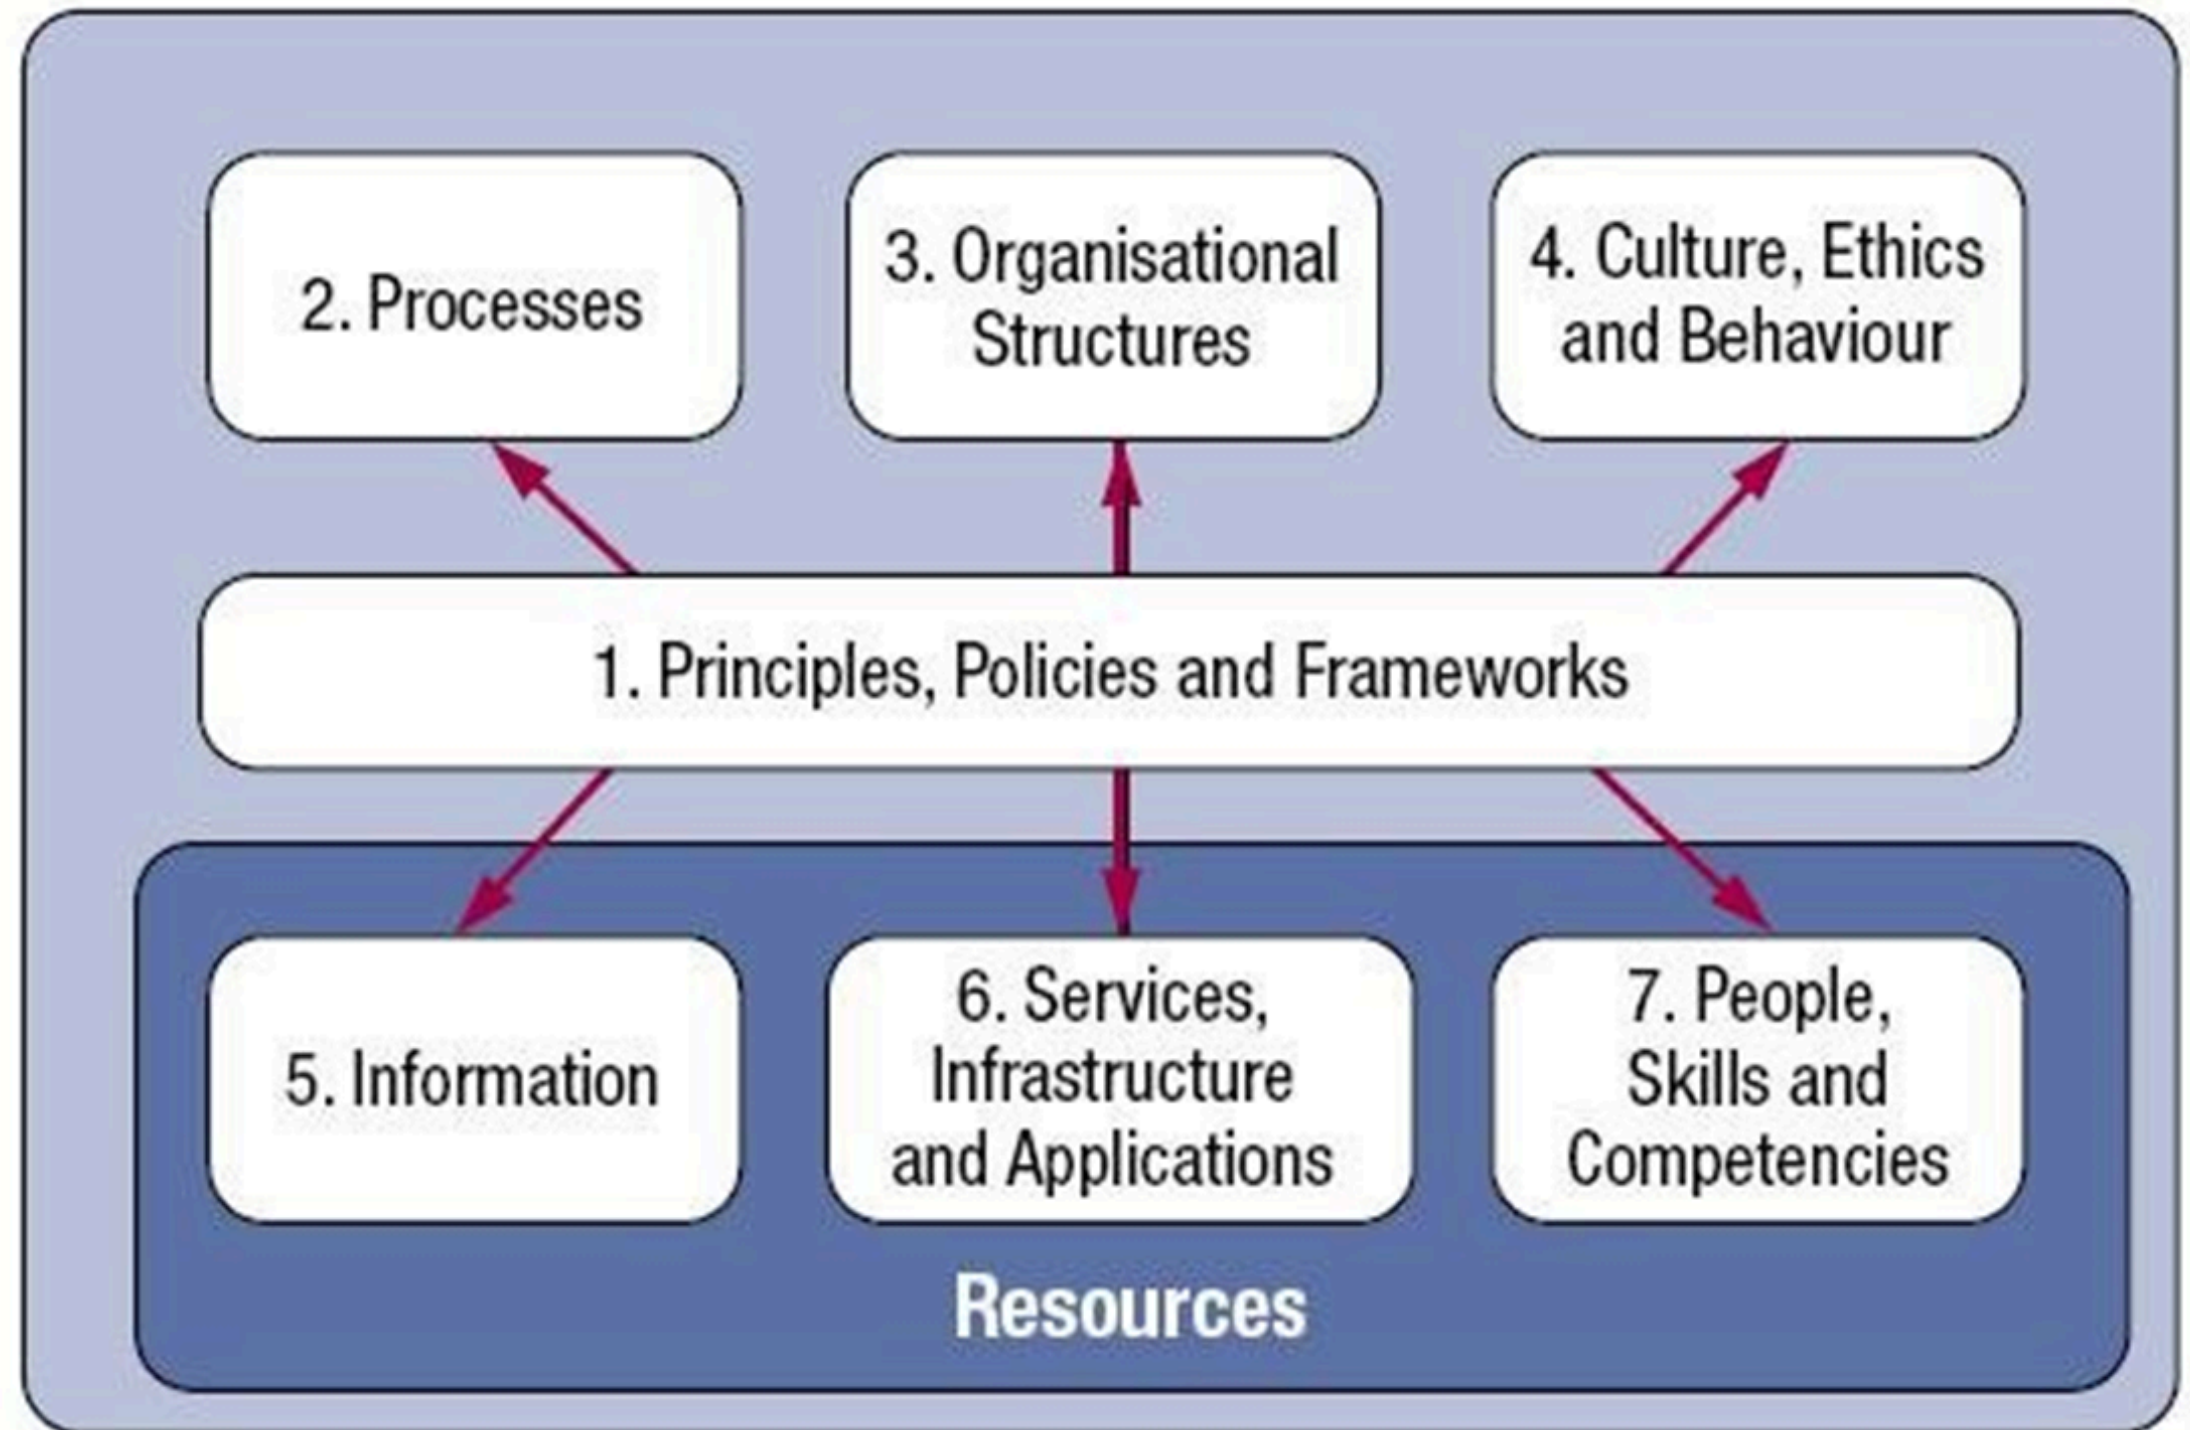 2. Processes
3. Organisational
Structures
4. Culture, Ethics
and Behaviour
1. Principles, Policies and Frameworks
5. Information
6. Services,
Infrastructure
and Applications
7. People,
Skills and
Competencies
Resources